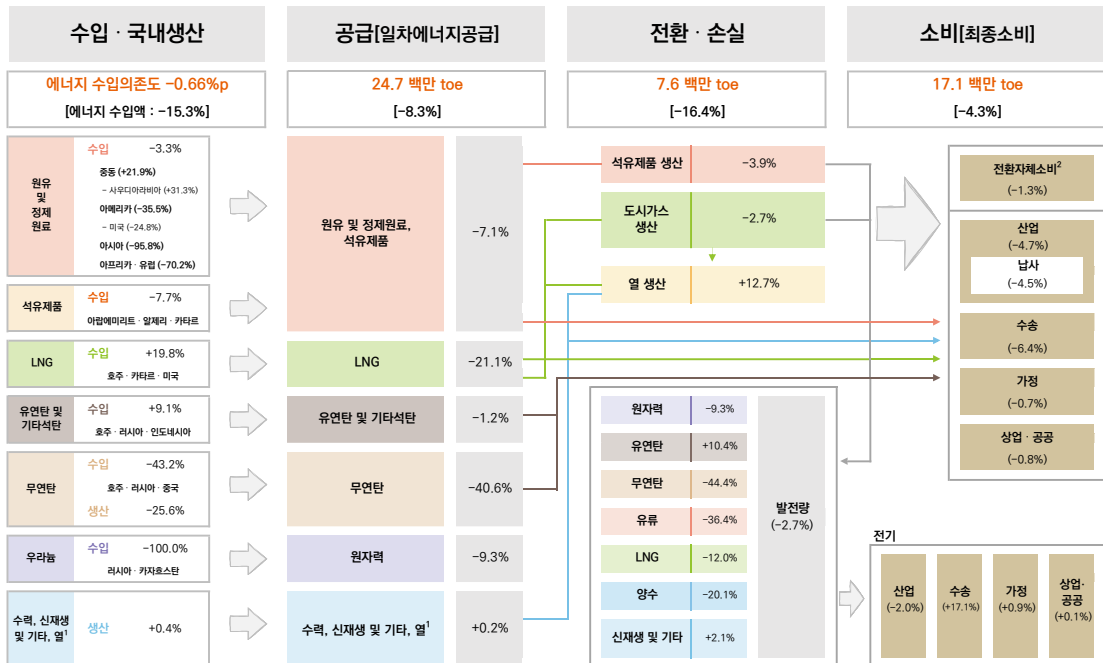 수입 · 국내생산
에너지 수입의존도 -0.66%p
[에너지 수입액 : -15.3%]
원유
및
정제
원료
수입 -3.3%
중동 (+21.9%)
- 사우디아라비아 (+31.3%)
아메리카 (-35.5%)
- 미국 (-24.8%)
아시아 (-95.8%)
아프리카 · 유럽 (-70.2%)
석유제품
수입 -7.7%
아랍에미리트 · 알제리 · 카타르
LNG
수입 +19.8%
호주 · 카타르 · 미국
유연탄 및
기타석탄
수입 +9.1%
호주 · 러시아 · 인도네시아
무연탄
수입 -43.2%
호주 · 러시아 · 중국
생산 -25.6%
우라늄
수입 -100.0%
러시아 · 카자흐스탄
수력, 신재생
및 기타, 열1
생산 +0.4%
공급[일차에너지공급]
24.7 백만 toe
[-8.3%]
원유 및 정제원료,
석유제품
-7.1%
LNG -21.1%
유연탄 및 기타석탄 -1.2%
무연탄 -40.6%
원자력 -9.3%
수력, 신재생 및 기타, 열1 +0.2%
전환 · 손실
7.6 백만 toe
[-16.4%]
석유제품 생산 -3.9%
도시가스
생산
-2.7%
열 생산 +12.7%
원자력 -9.3%
유연탄 +10.4%
무연탄 -44.4%
유류 -36.4%
LNG -12.0%
양수 -20.1%
신재생 및 기타 +2.1%
발전량
(-2.7%)
소비[최종소비]
17.1 백만 toe
[-4.3%]
전환자체소비2
(-1.3%)
산업
(-4.7%)
납사
(-4.5%)
수송
(-6.4%)
가정
(-0.7%)
상업 · 공공
(-0.8%)
전기
산업
(-2.0%)
수송
(+17.1%)
가정
(+0.9%)
상업·
공공
(+0.1%)